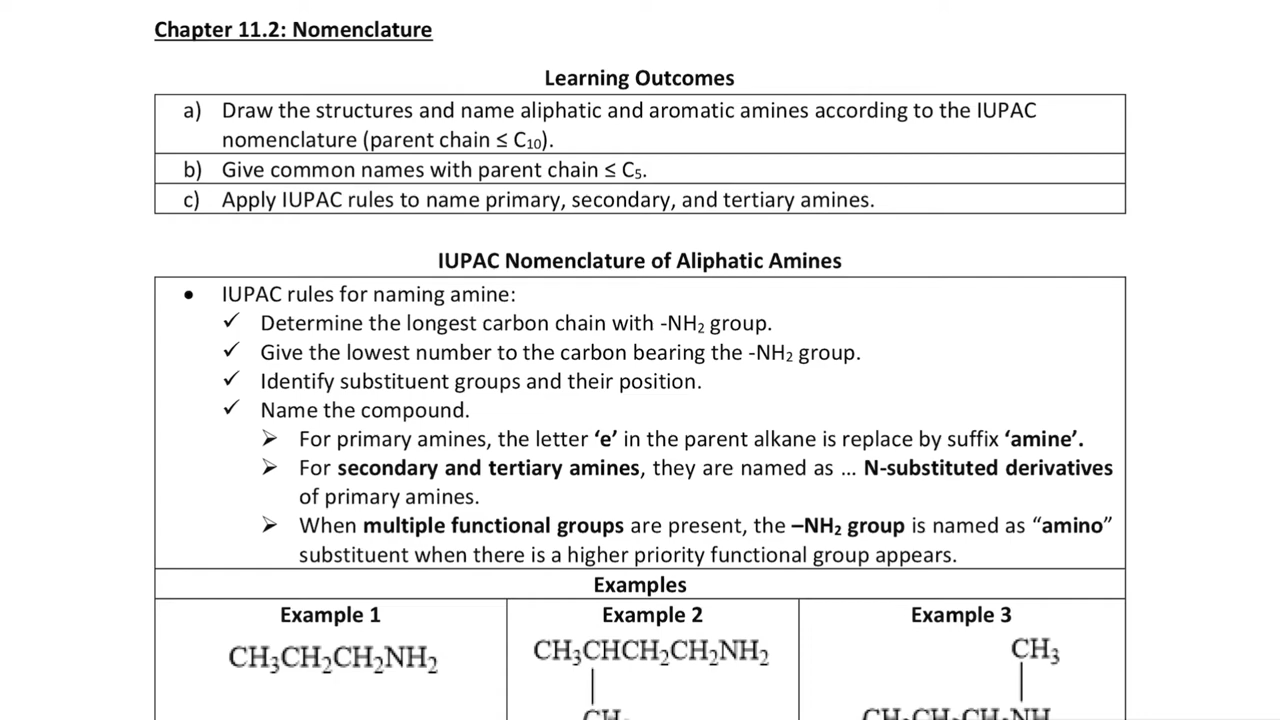 Chapter 11.2: Nomenclature
Learning Outcomes
a) Draw the structures and name aliphatic and aromatic amines according to the IUPAC
nomenclature (parent chain ≤ C₁₀).
b) Give common names with parent chain ≤ C₅.
c) Apply IUPAC rules to name primary, secondary, and tertiary amines.
IUPAC Nomenclature of Aliphatic Amines
• IUPAC rules for naming amine:
✓ Determine the longest carbon chain with -NH₂ group.
✓ Give the lowest number to the carbon bearing the -NH₂ group.
✓ Identify substituent groups and their position.
✓ Name the compound.
➢ For primary amines, the letter ‘e’ in the parent alkane is replace by suffix ‘amine’.
➢ For secondary and tertiary amines, they are named as … N-substituted derivatives
of primary amines.
➢ When multiple functional groups are present, the –NH₂ group is named as “amino”
substituent when there is a higher priority functional group appears.
Examples
Example 1 Example 2 Example 3
CH₃CH₂CH₂NH₂ CH₃CHCH₂CH₂NH₂ CH₃
CH₃CH₂CH₂NH